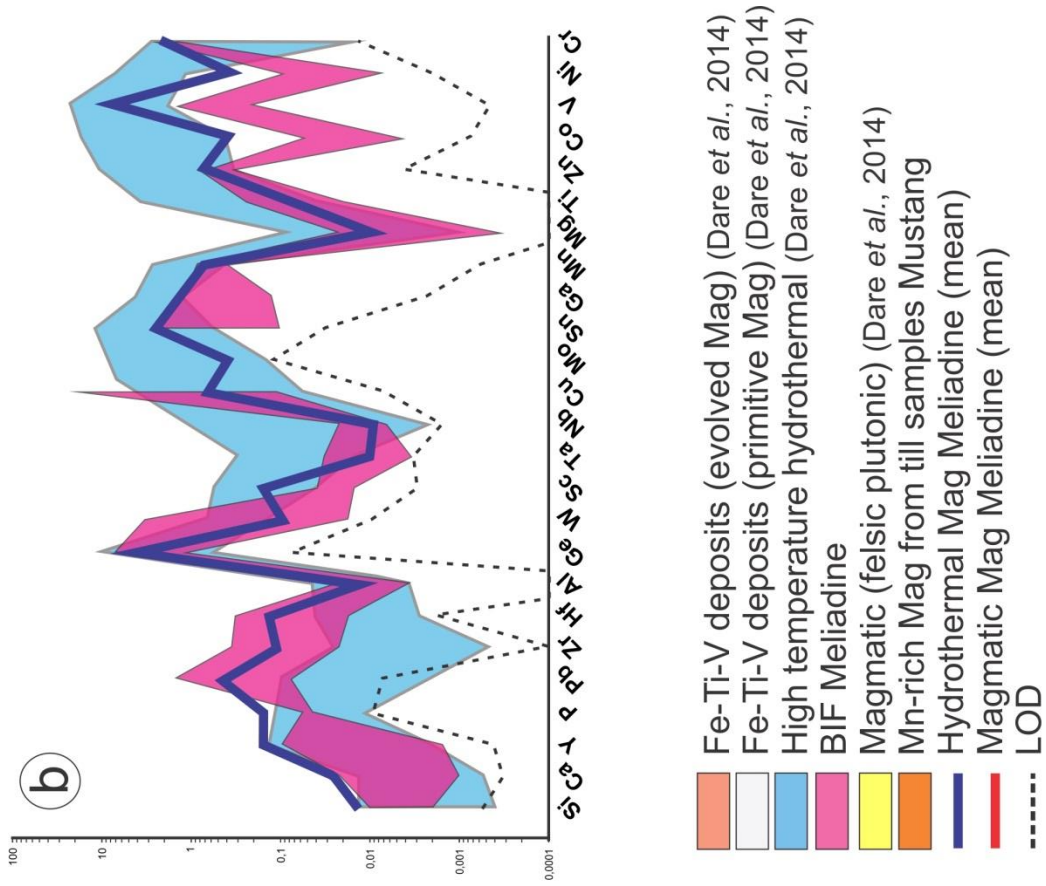 b
100
10
1
0,1
0,01
0,001
0,0001
Si Ca Y P Pb Zr Hf Al Ge W Sc Ta Nb Cu Mo Sn Ga Mn Mg Ti Zn Co V Ni Cr
Fe-Ti-V deposits (evolved Mag) (Dare et al., 2014)
Fe-Ti-V deposits (primitive Mag) (Dare et al., 2014)
High temperature hydrothermal (Dare et al., 2014)
BIF Meliadine
Magmatic (felsic plutonic) (Dare et al., 2014)
Mn-rich Mag from till samples Mustang
Hydrothermal Mag Meliadine (mean)
Magmatic Mag Meliadine (mean)
LOD